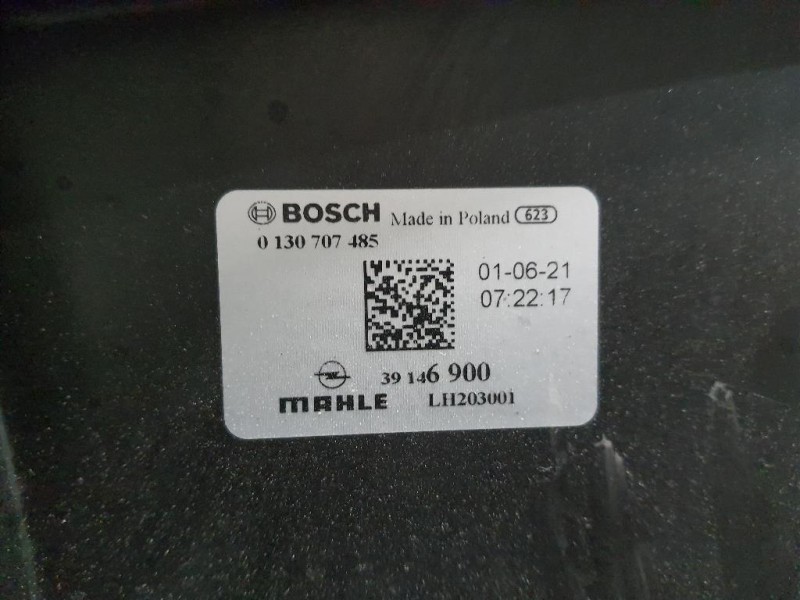 BOSCH Made in Poland 623
0 130 707 485
01-06-21
07:22:17
39 146 900
MAHLE LH203001